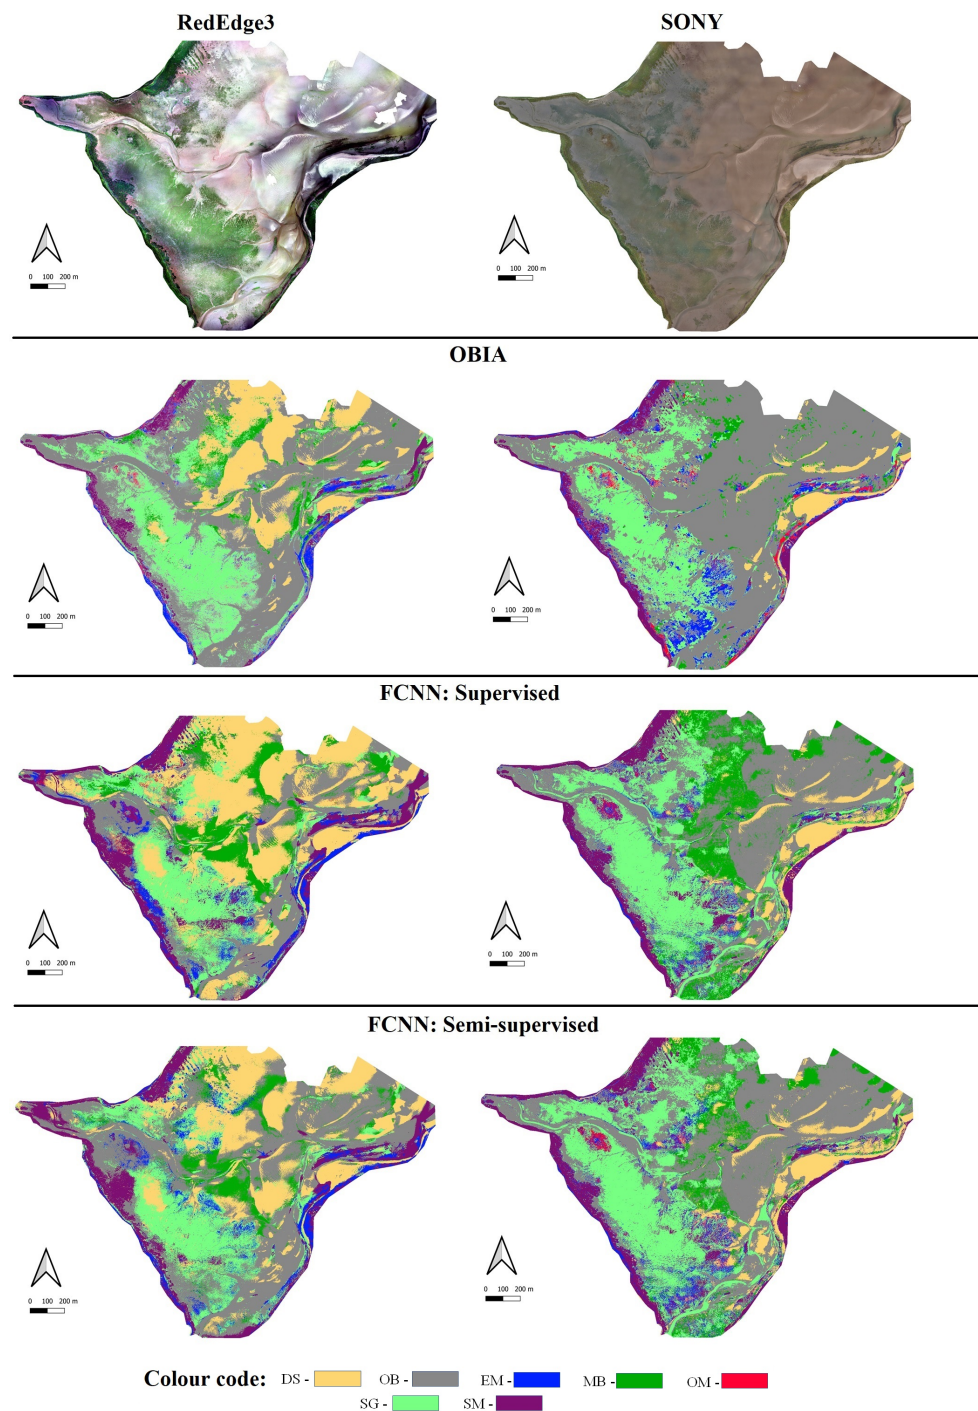 RedEdge3 SONY
0 100 200 m 0 100 200 m
OBIA
0 100 200 m 0 100 200 m
FCNN: Supervised
0 100 200 m 0 100 200 m
FCNN: Semi-supervised
0 100 200 m 0 100 200 m
Colour code: DS - OB - EM - MB - OM -
SG - SM -